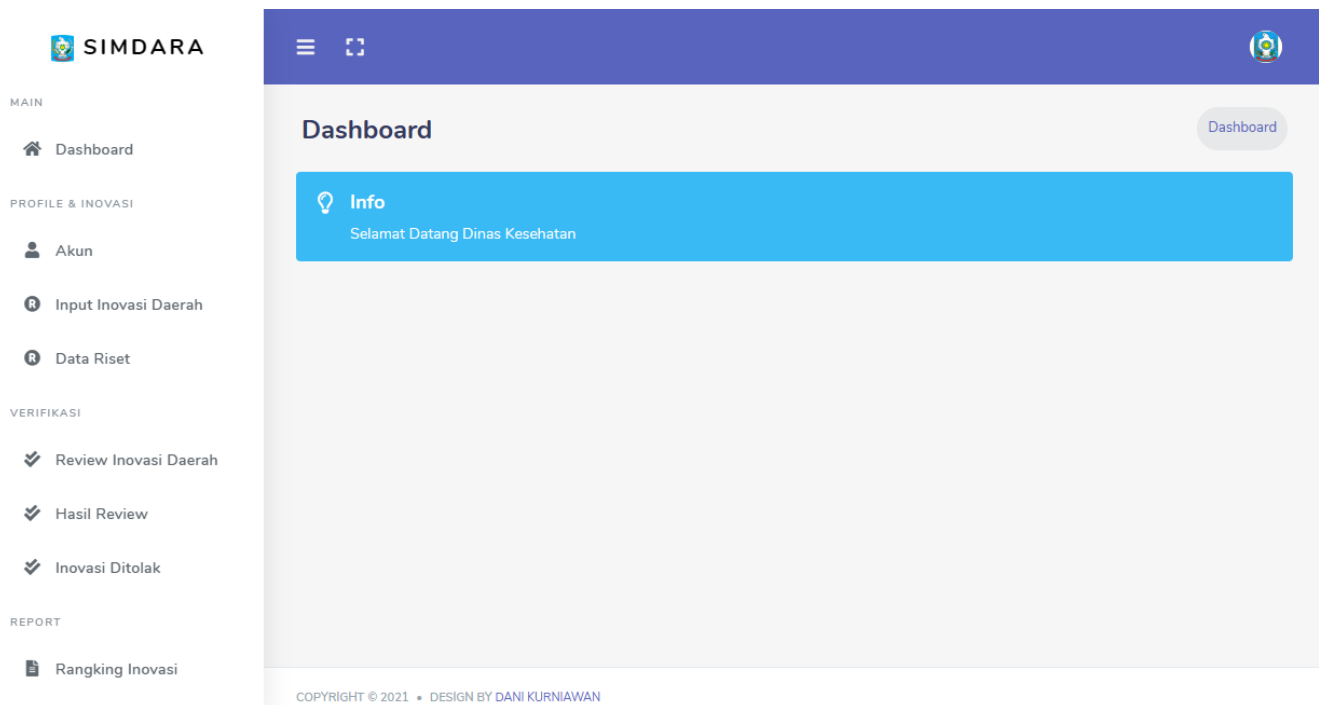 SIMDARA
MAIN
Dashboard
PROFILE & INOVASI
Akun
Input Inovasi Daerah
Data Riset
VERIFIKASI
Review Inovasi Daerah
Hasil Review
Inovasi Ditolak
REPORT
Rangking Inovasi
Dashboard
Dashboard
Info
Selamat Datang Dinas Kesehatan
COPYRIGHT © 2021 • DESIGN BY DANI KURNIAWAN